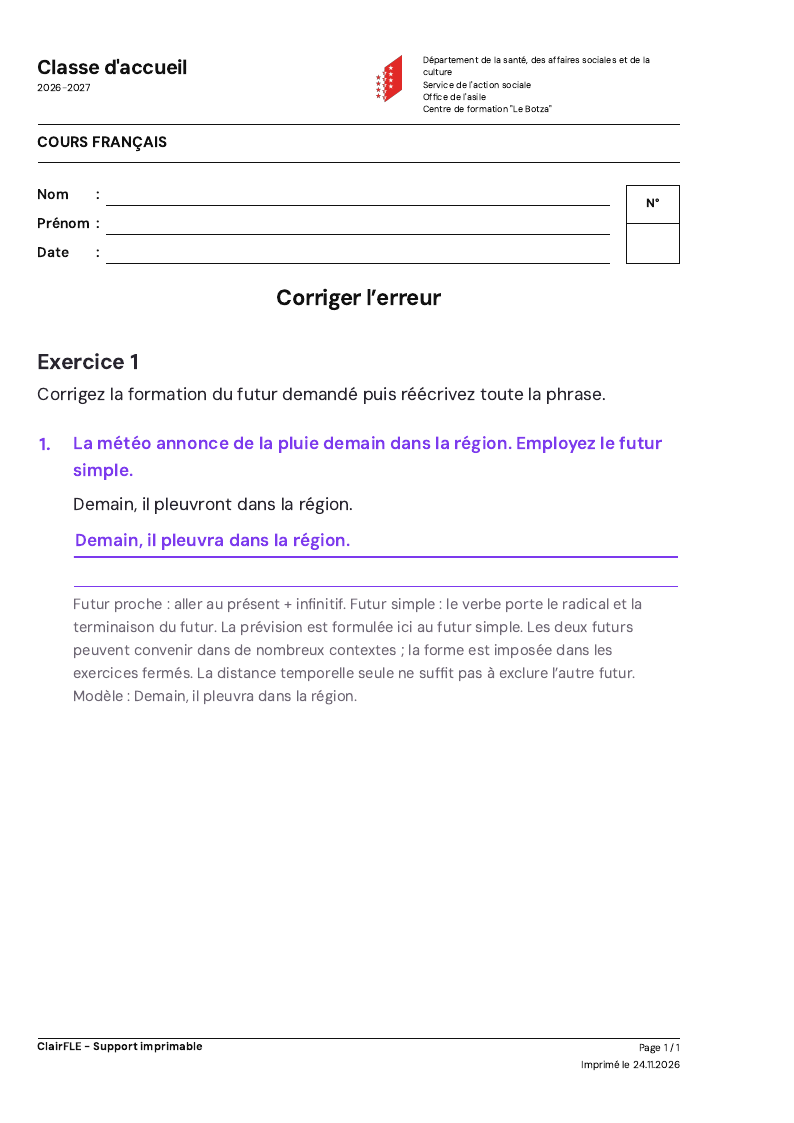 Classe d'accueil
2026-2027
Département de la santé, des affaires sociales et de la
culture
Service de l'action sociale
Office de l'asile
Centre de formation "Le Botza"
COURS FRANÇAIS
Nom :
Prénom :
Date :
N°
Corriger l’erreur
Exercice 1
Corrigez la formation du futur demandé puis réécrivez toute la phrase.
1. La météo annonce de la pluie demain dans la région. Employez le futur
simple.
Demain, il pleuvront dans la région.
Demain, il pleuvra dans la région.
Futur proche : aller au présent + infinitif. Futur simple : le verbe porte le radical et la
terminaison du futur. La prévision est formulée ici au futur simple. Les deux futurs
peuvent convenir dans de nombreux contextes ; la forme est imposée dans les
exercices fermés. La distance temporelle seule ne suffit pas à exclure l’autre futur.
Modèle : Demain, il pleuvra dans la région.
ClairFLE - Support imprimable
Page 1 / 1
Imprimé le 24.11.2026